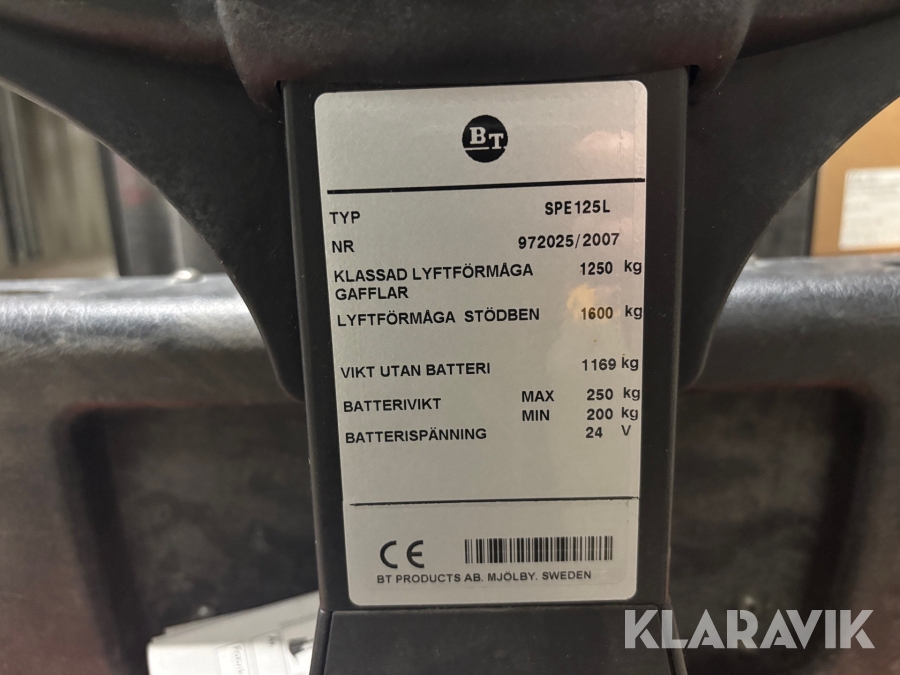 BT
TYP SPE125L
NR 972025/2007
KLASSAD LYFTFÖRMÅGA 1250 kg
GAFFLAR
LYFTFÖRMÅGA STÖDBEN 1600 kg
VIKT UTAN BATTERI 1169 kg
BATTERIVIKT MAX 250 kg
MIN 200 kg
BATTERISPÄNNING 24 V
CE
BT PRODUCTS AB. MJÖLBY. SWEDEN
KLARAVIK